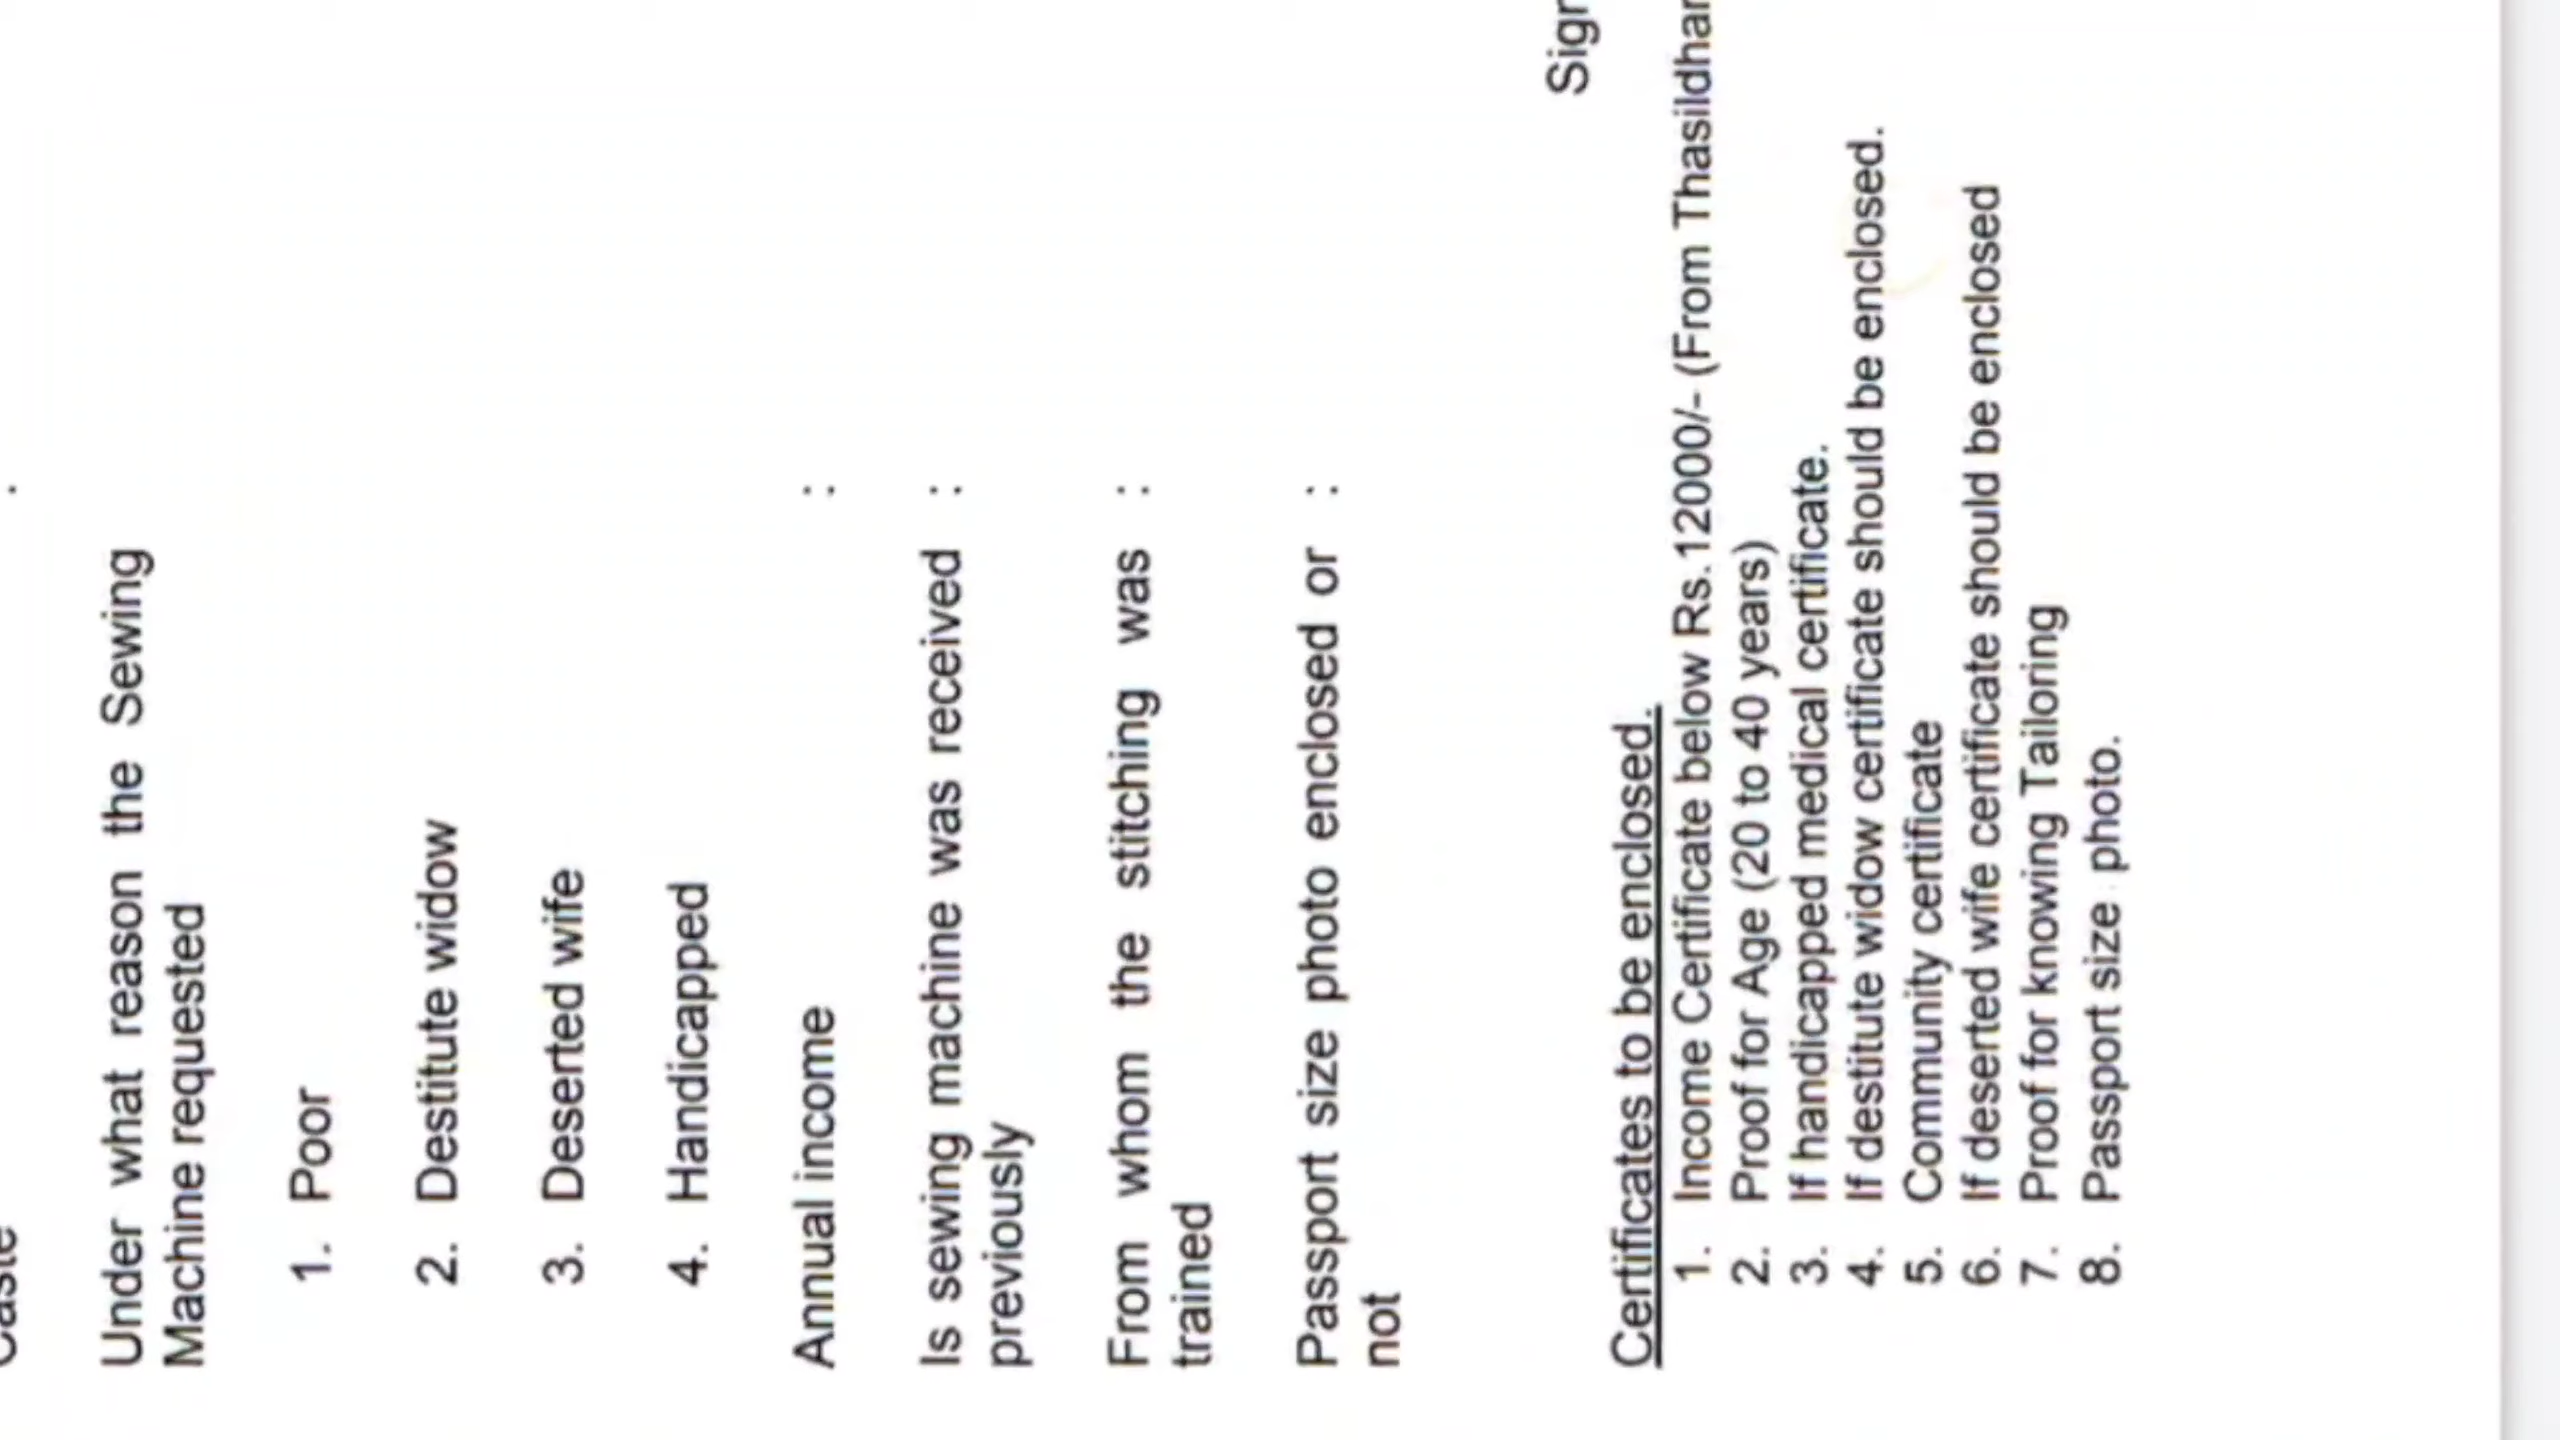 Caste :
Under what reason the Sewing
Machine requested
1. Poor
2. Destitute widow
3. Deserted wife
4. Handicapped
Annual income :
Is sewing machine was received :
previously
From whom the stitching was :
trained
Passport size photo enclosed or :
not
Sign
Certificates to be enclosed.
1. Income Certificate below Rs.12000/- (From Thasildhar
2. Proof for Age (20 to 40 years)
3. If handicapped medical certificate.
4. If destitute widow certificate should be enclosed.
5. Community certificate
6. If deserted wife certificate should be enclosed
7. Proof for knowing Tailoring
8. Passport size photo.